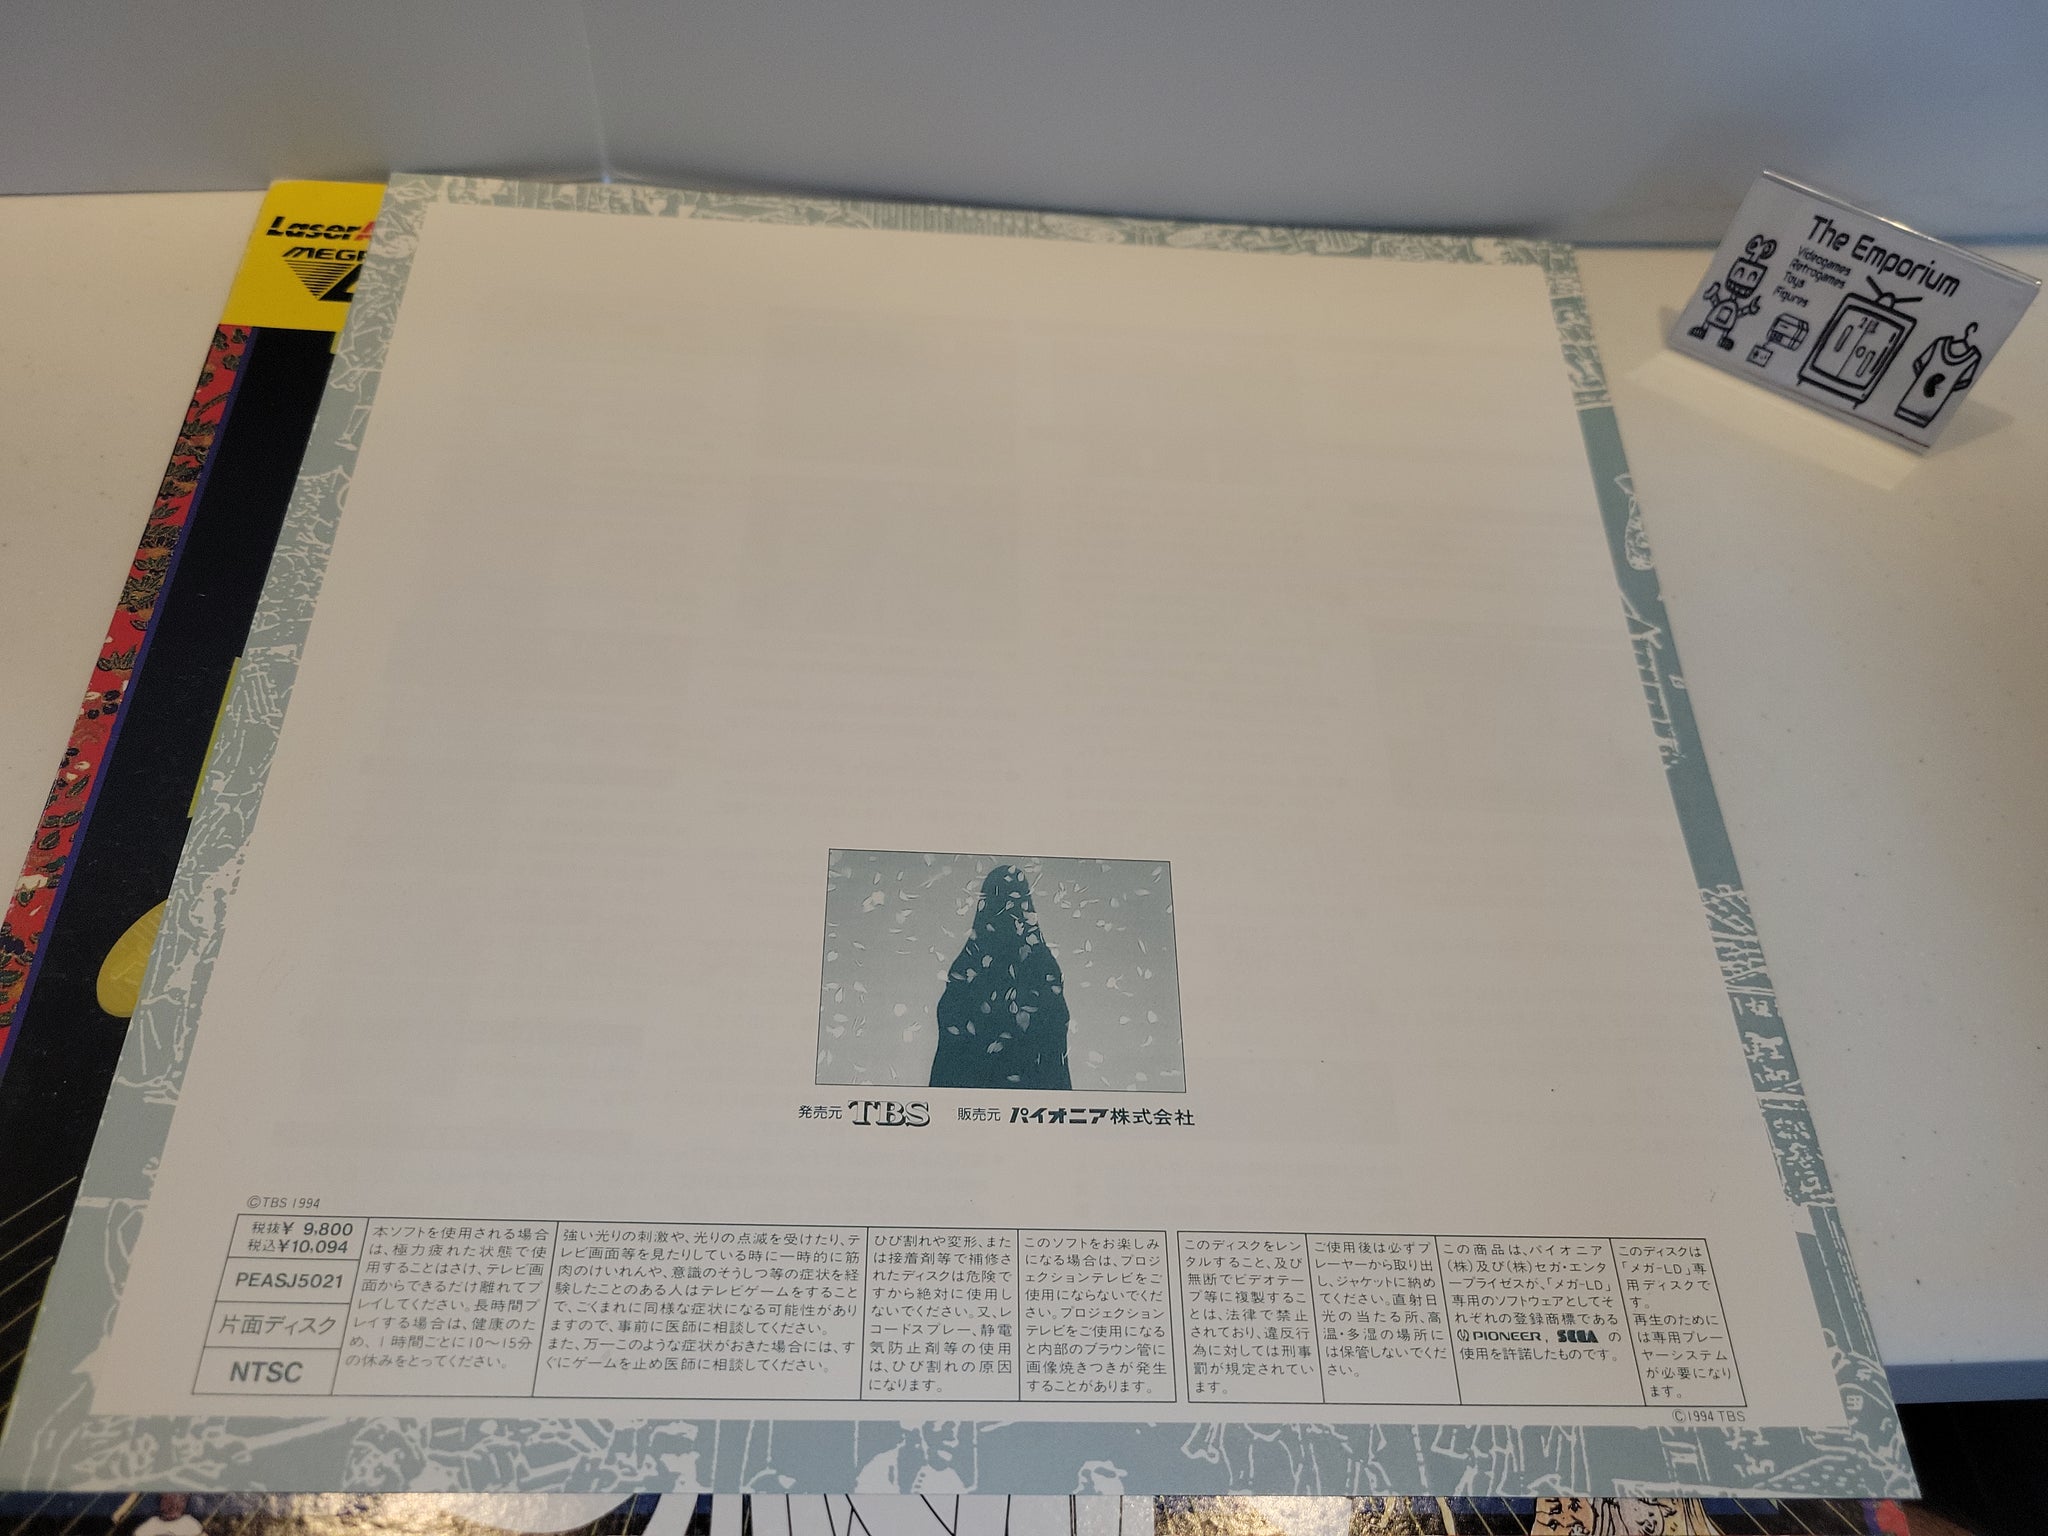 LaserA
MEG
The Emporium
Videogames
Retrogames
Toys
Figures
発売元 TBS 販売元 パイオニア株式会社
©TBS 1994
税抜¥ 9,800
税込¥10,094
PEASJ5021
片面ディスク
NTSC
本ソフトを使用される場合
は、極力疲れた状態で使
用することはさけ、テレビ画
面からできるだけ離れてプ
レイしてください。長時間プ
レイする場合は、健康のた
め、1時間ごとに10〜15分
の休みをとってください。
強い光りの刺激や、光りの点滅を受けたり、テ
レビ画面等を見たりしている時に一時的に筋
肉のけいれんや、意識のそうしつ等の症状を経
験したことのある人はテレビゲームをすること
で、ごくまれに同様な症状になる可能性があり
ますので、事前に医師に相談してください。
また、万一このような症状がおきた場合には、す
ぐにゲームを止め医師に相談してください。
ひび割れや変形、また
は接着剤等で補修さ
れたディスクは危険で
すから絶対に使用し
ないでください。又、レ
コードスプレー、静電
気防止剤等の使用
は、ひび割れの原因
になります。
このソフトをお楽しみ
になる場合は、プロジ
ェクションテレビをご
使用にならないでくだ
さい。プロジェクション
テレビをご使用になる
と内部のブラウン管に
画像焼きつきが発生
することがあります。
このディスクをレン
タルすること、及び
無断でビデオテー
プ等に複製するこ
とは、法律で禁止
されており、違反行
為に対しては刑事
罰が規定されてい
ます。
ご使用後は必ずプ
レーヤーから取り出
し、ジャケットに納め
てください。直射日
光の当たる所、高
温・多湿の場所に
は保管しないでくだ
さい。
この商品は、パイオニア
(株)及び(株)セガ・エンタ
ープライゼスが、「メガ-LD」
専用のソフトウェアとしてそ
れぞれの登録商標である
PIONEER, SEGA の
使用を許諾したものです。
このディスクは
「メガ-LD」専
用ディスクで
す。
再生のために
は専用プレー
ヤーシステム
が必要になり
ます。
©1994 TBS